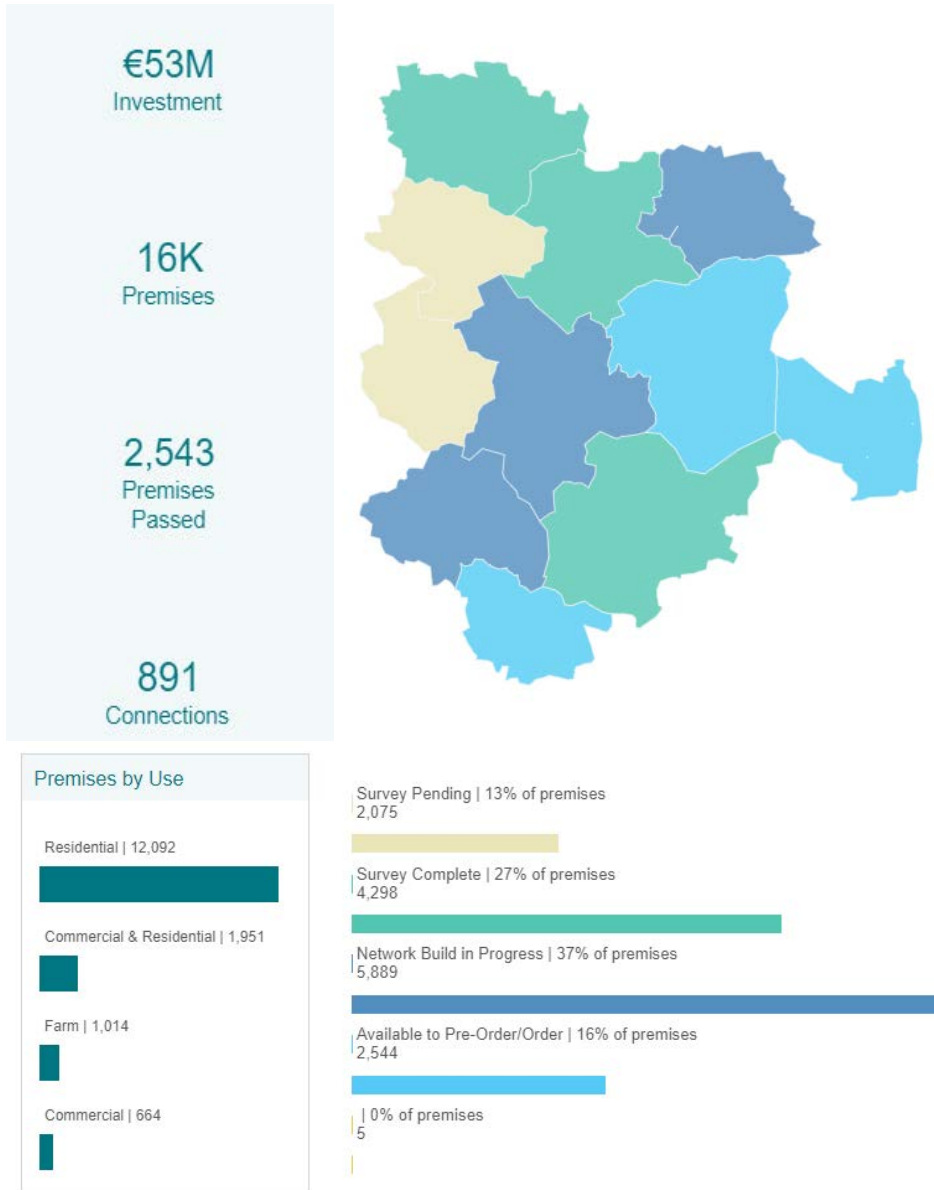 €53M
Investment
16K
Premises
2,543
Premises
Passed
891
Connections
Premises by Use
Residential | 12,092
Commercial & Residential | 1,951
Farm | 1,014
Commercial | 664
Survey Pending | 13% of premises
2,075
Survey Complete | 27% of premises
4,298
Network Build in Progress | 37% of premises
5,889
Available to Pre-Order/Order | 16% of premises
2,544
| 0% of premises
5